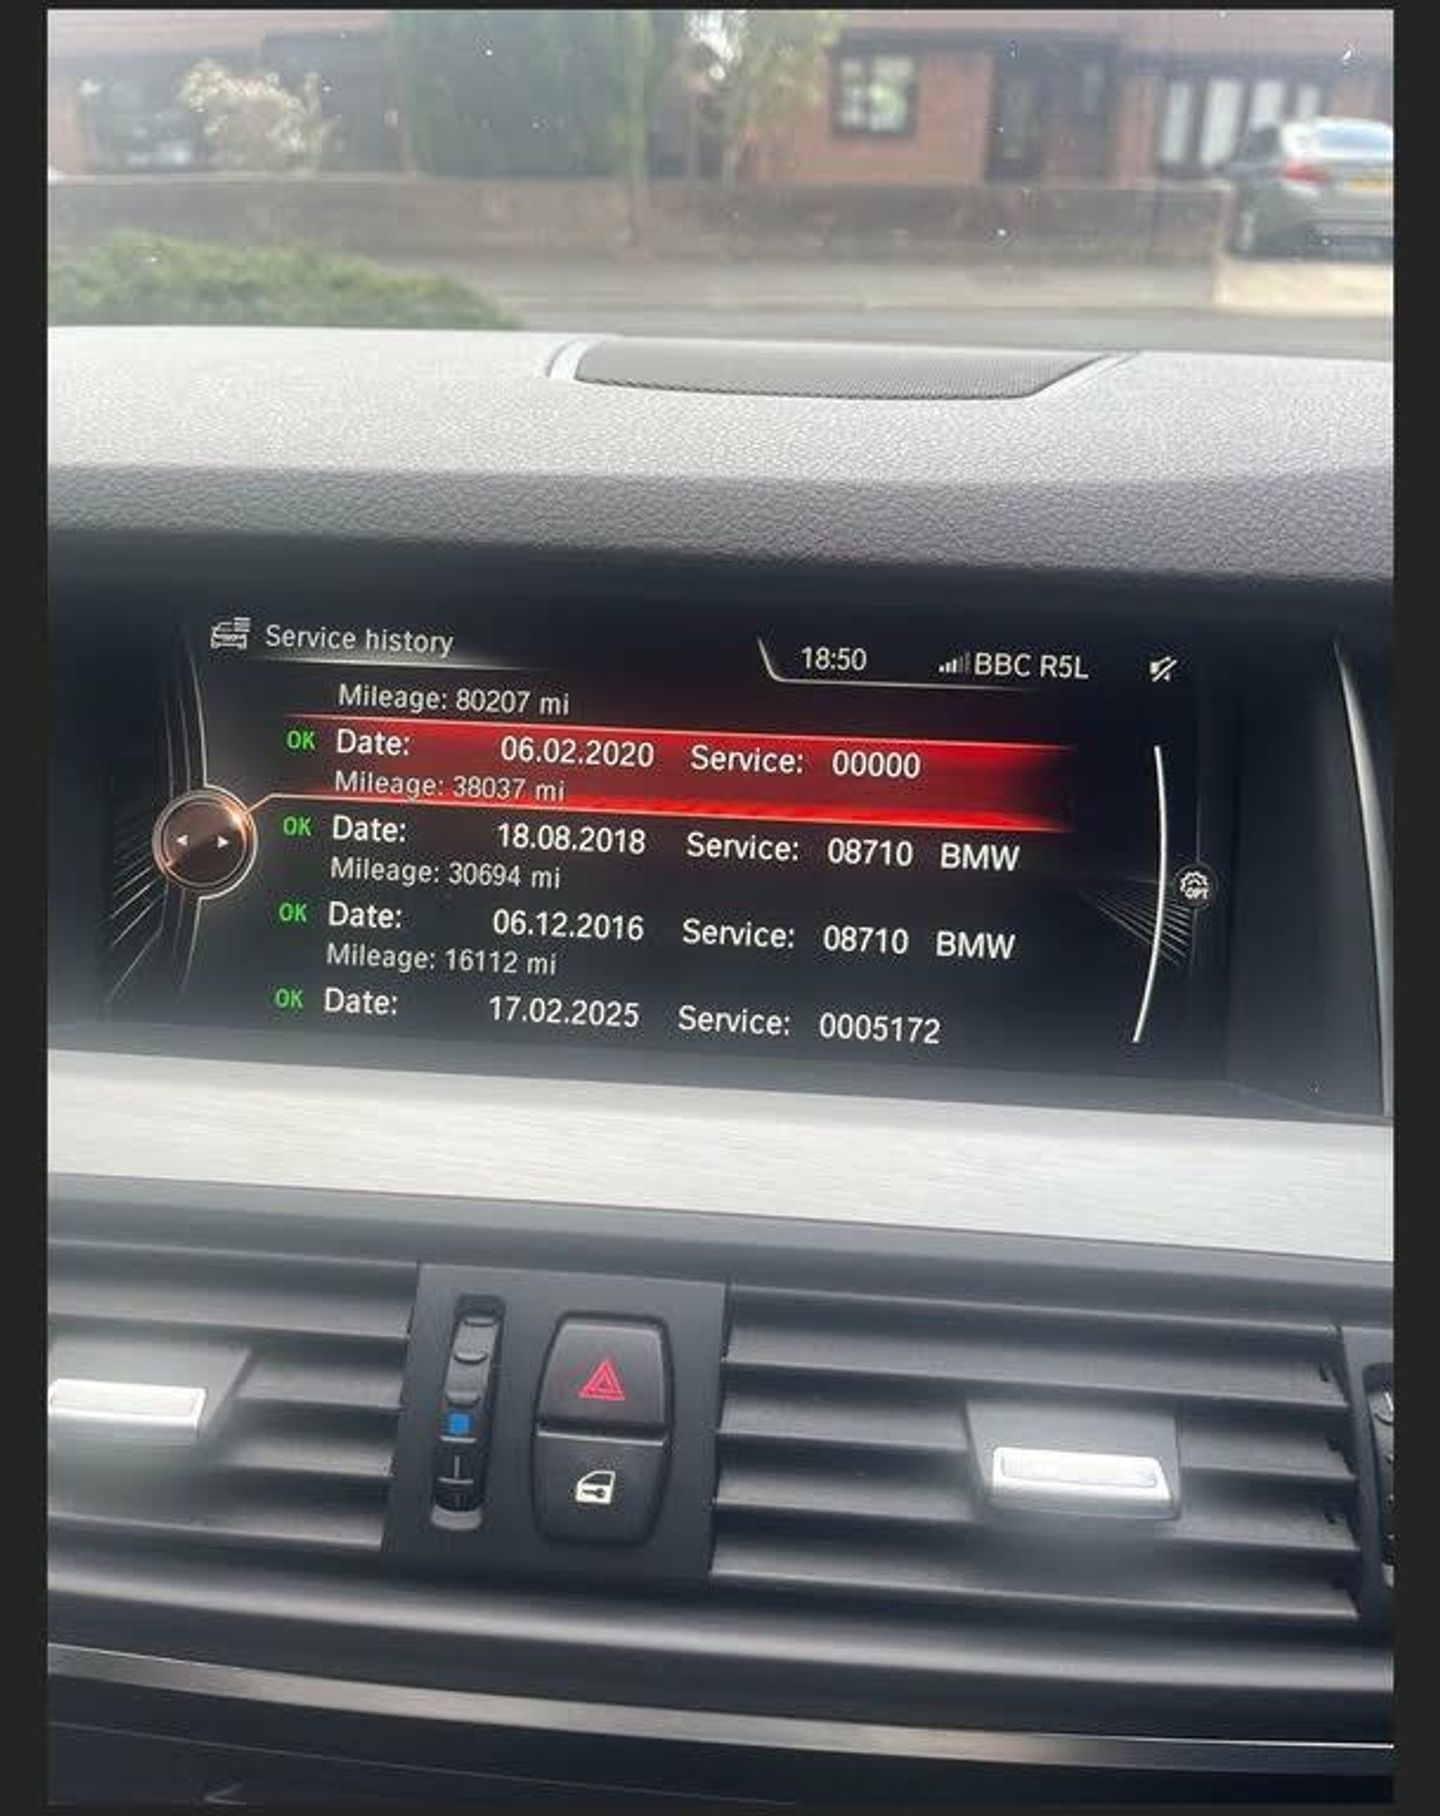 Service history
18:50 BBC R5L
Mileage: 80207 mi
OK Date: 06.02.2020 Service: 00000
Mileage: 38037 mi
OK Date: 18.08.2018 Service: 08710 BMW
Mileage: 30694 mi
OPT
OK Date: 06.12.2016 Service: 08710 BMW
Mileage: 16112 mi
OK Date: 17.02.2025 Service: 0005172